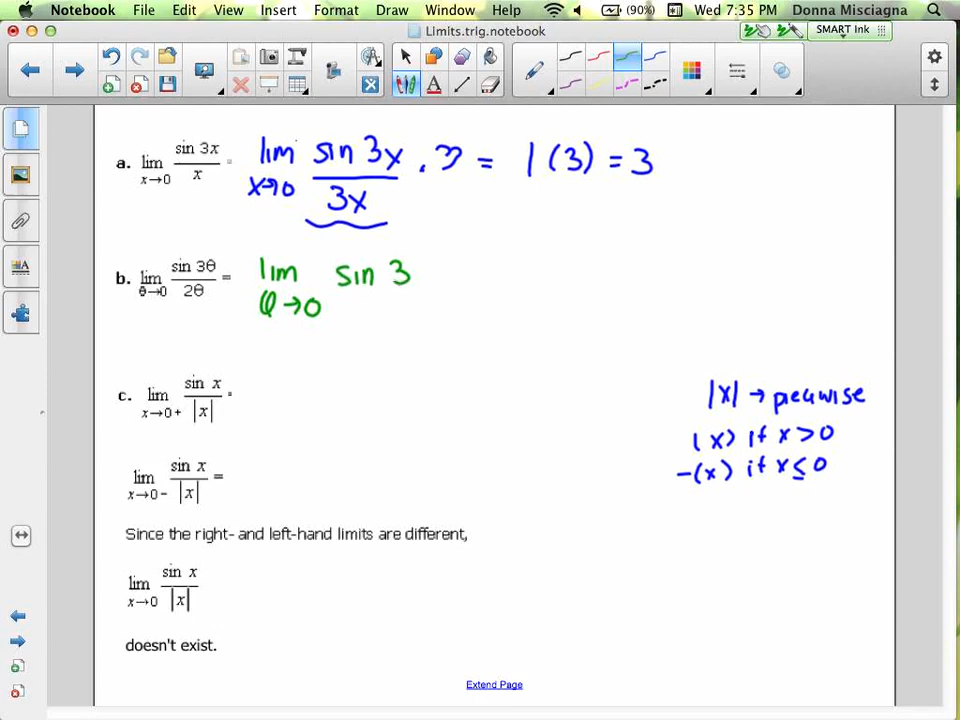 Notebook File Edit View Insert Format Draw Window Help (90%) Wed 7:35 PM Donna Misciagna
Limits.trig.notebook
SMART Ink
a. lim x→0 sin 3x / x = lim x→0 sin 3x / 3x . 3 = 1 (3) = 3
b. lim θ→0 sin 3θ / 2θ = lim θ→0 sin 3
c. lim x→0+ sin x / |x| =
|x| → piecewise
(x) if x > 0
-(x) if x ≤ 0
lim x→0− sin x / |x| =
Since the right- and left-hand limits are different,
lim x→0 sin x / |x|
doesn't exist.
Extend Page